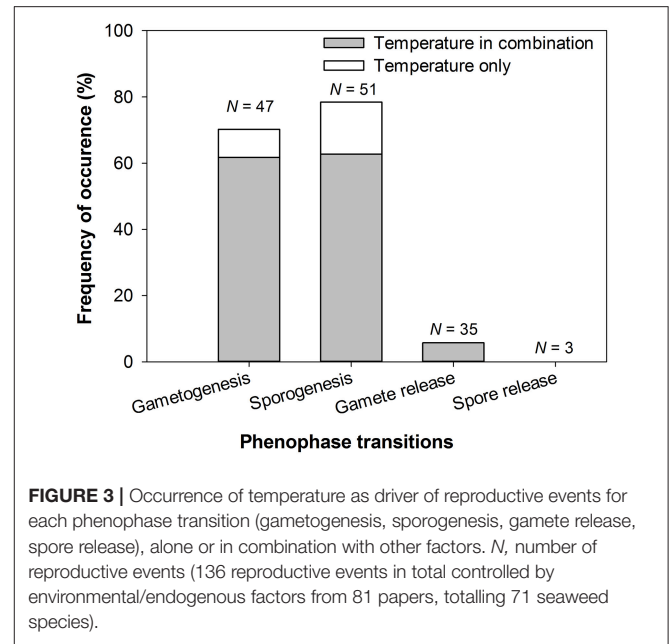 100
80
60
40
20
0
Frequency of occurence (%)
Temperature in combination
Temperature only
N = 47
N = 51
N = 35
N = 3
Gametogenesis
Sporogenesis
Gamete release
Spore release
Phenophase transitions
FIGURE 3 | Occurrence of temperature as driver of reproductive events for
each phenophase transition (gametogenesis, sporogenesis, gamete release,
spore release), alone or in combination with other factors. N, number of
reproductive events (136 reproductive events in total controlled by
environmental/endogenous factors from 81 papers, totalling 71 seaweed
species).